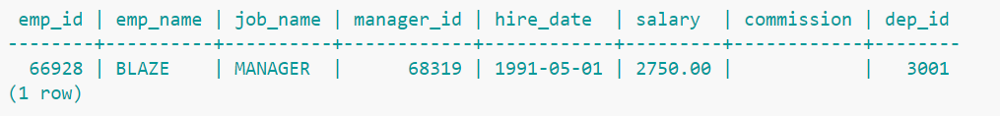 emp_id | emp_name | job_name | manager_id | hire_date  | salary  | commission | dep_id
--------+----------+----------+------------+------------+---------+------------+--------
  66928 | BLAZE    | MANAGER  |      68319 | 1991-05-01 | 2750.00 |            |   3001
(1 row)